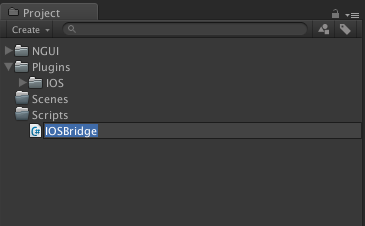 Project
Create
NGUI
Plugins
IOS
Scenes
Scripts
C# IOSBridge